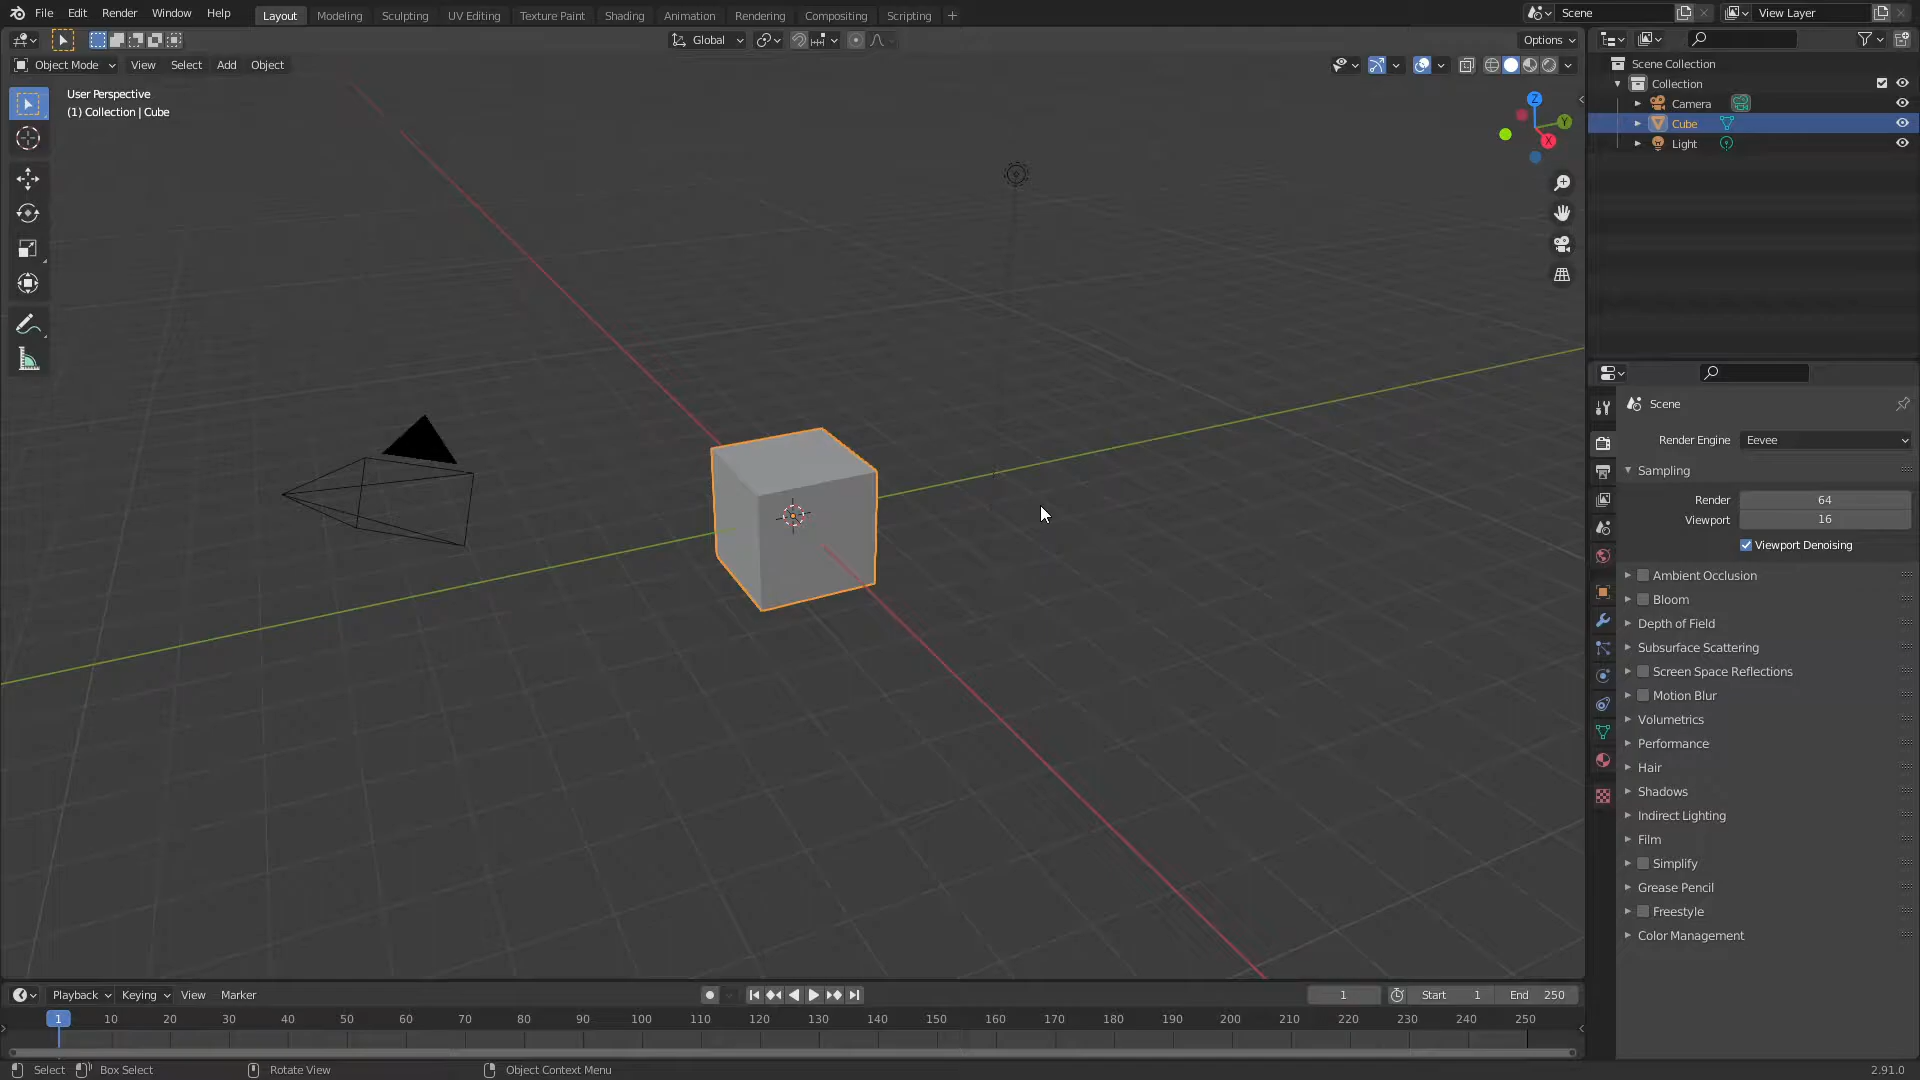 File Edit Render Window Help Layout Modeling Sculpting UV Editing Texture Paint Shading Animation Rendering Compositing Scripting + Scene View Layer
Global Options
Object Mode View Select Add Object
User Perspective
(1) Collection | Cube
Z
Y
X
Scene Collection
Collection
Camera
Cube
Light
Scene
Render Engine Eevee
Sampling
Render 64
Viewport 16
Viewport Denoising
Ambient Occlusion
Bloom
Depth of Field
Subsurface Scattering
Screen Space Reflections
Motion Blur
Volumetrics
Performance
Hair
Shadows
Indirect Lighting
Film
Simplify
Grease Pencil
Freestyle
Color Management
Playback Keying View Marker 1 Start 1 End 250
1 10 20 30 40 50 60 70 80 90 100 110 120 130 140 150 160 170 180 190 200 210 220 230 240 250
Select Box Select Rotate View Object Context Menu 2.91.0